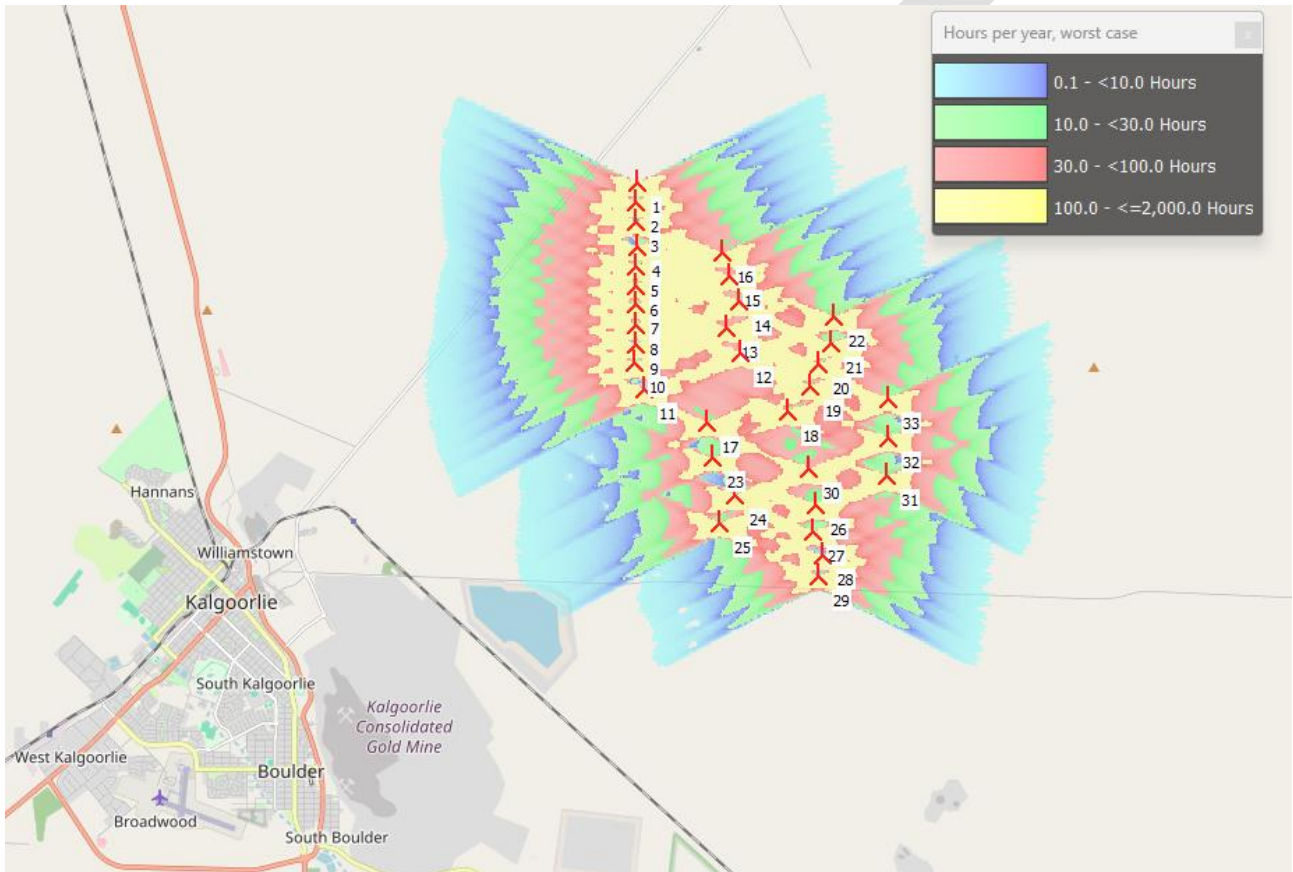 Hours per year, worst case
x
0.1 - <10.0 Hours
10.0 - <30.0 Hours
30.0 - <100.0 Hours
100.0 - <=2,000.0 Hours
1
2
3
4
5
6
7
8
9
10
11
16
15
14
13
12
22
21
20
19
18
17
33
32
31
23
30
24
26
25
27
28
29
Hannans
Williamstown
Kalgoorlie
South Kalgoorlie
Kalgoorlie
Consolidated
Gold Mine
West Kalgoorlie
Boulder
Broadwood
South Boulder